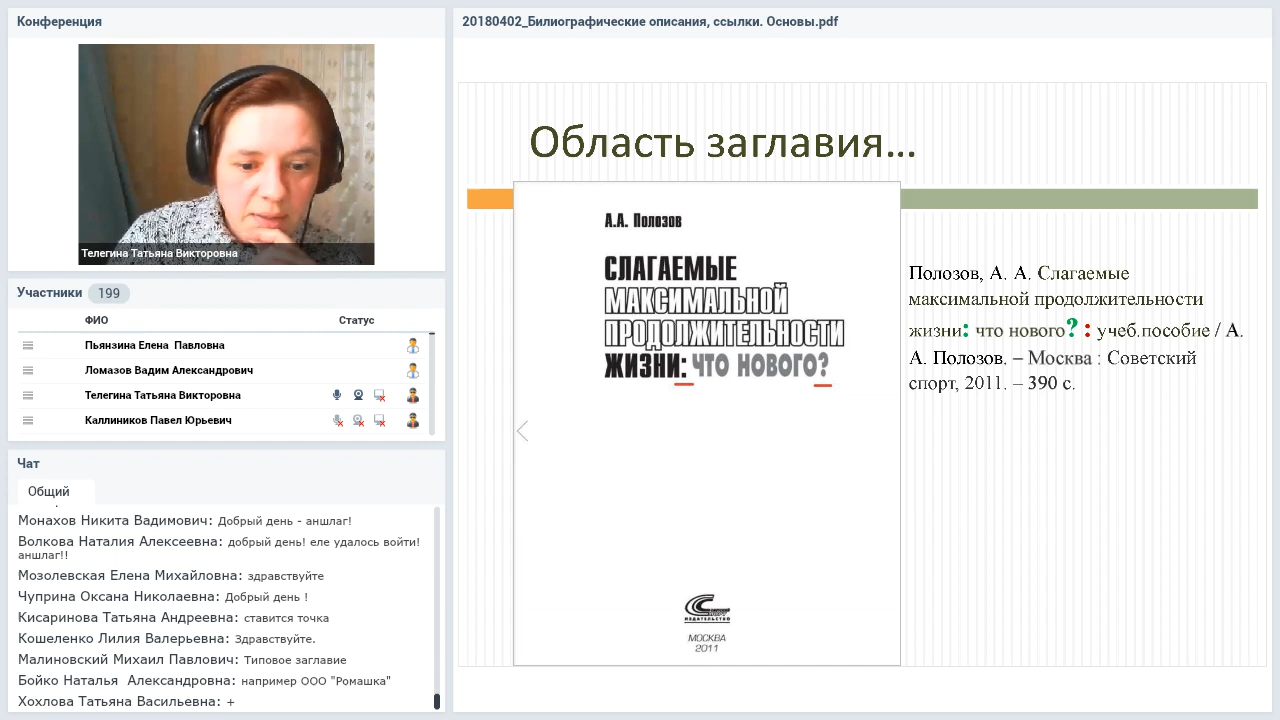 Конференция
Телегина Татьяна Викторовна
Участники 199
ФИО Статус
Пьянзина Елена Павловна
Ломазов Вадим Александрович
Телегина Татьяна Викторовна
Каллиников Павел Юрьевич
Чат
Общий
Монахов Никита Вадимович: Добрый день - аншлаг!
Волкова Наталия Алексеевна: добрый день! еле удалось войти!
аншлаг!!
Мозолевская Елена Михайловна: здравствуйте
Чуприна Оксана Николаевна: Добрый день !
Кисаринова Татьяна Андреевна: ставится точка
Кошеленко Лилия Валерьевна: Здравствуйте.
Малиновский Михаил Павлович: Типовое заглавие
Бойко Наталья Александровна: например ООО "Ромашка"
Хохлова Татьяна Васильевна: +
20180402_Билиографические описания, ссылки. Основы.pdf
Область заглавия...
А.А. Полозов
СЛАГАЕМЫЕ
МАКСИМАЛЬНОЙ
ПРОДОЛЖИТЕЛЬНОСТИ
ЖИЗНИ: ЧТО НОВОГО?
ИЗДАТЕЛЬСТВО
МОСКВА
2011
Полозов, А. А. Слагаемые
максимальной продолжительности
жизни: что нового? : учеб.пособие / А.
А. Полозов. – Москва : Советский
спорт, 2011. – 390 с.